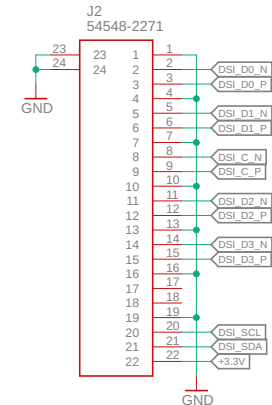 J2
54548-2271
23 23 1 1
24 24 2 2 DSI_D0_N
3 3 DSI_D0_P
4 4
GND
5 5 DSI_D1_N
6 6 DSI_D1_P
7 7
8 8 DSI_C_N
9 9 DSI_C_P
10 10
11 11 DSI_D2_N
12 12 DSI_D2_P
13 13
14 14 DSI_D3_N
15 15 DSI_D3_P
16 16
17 17
18 18
19 19
20 20 DSI_SCL
21 21 DSI_SDA
22 22 +3.3V
GND